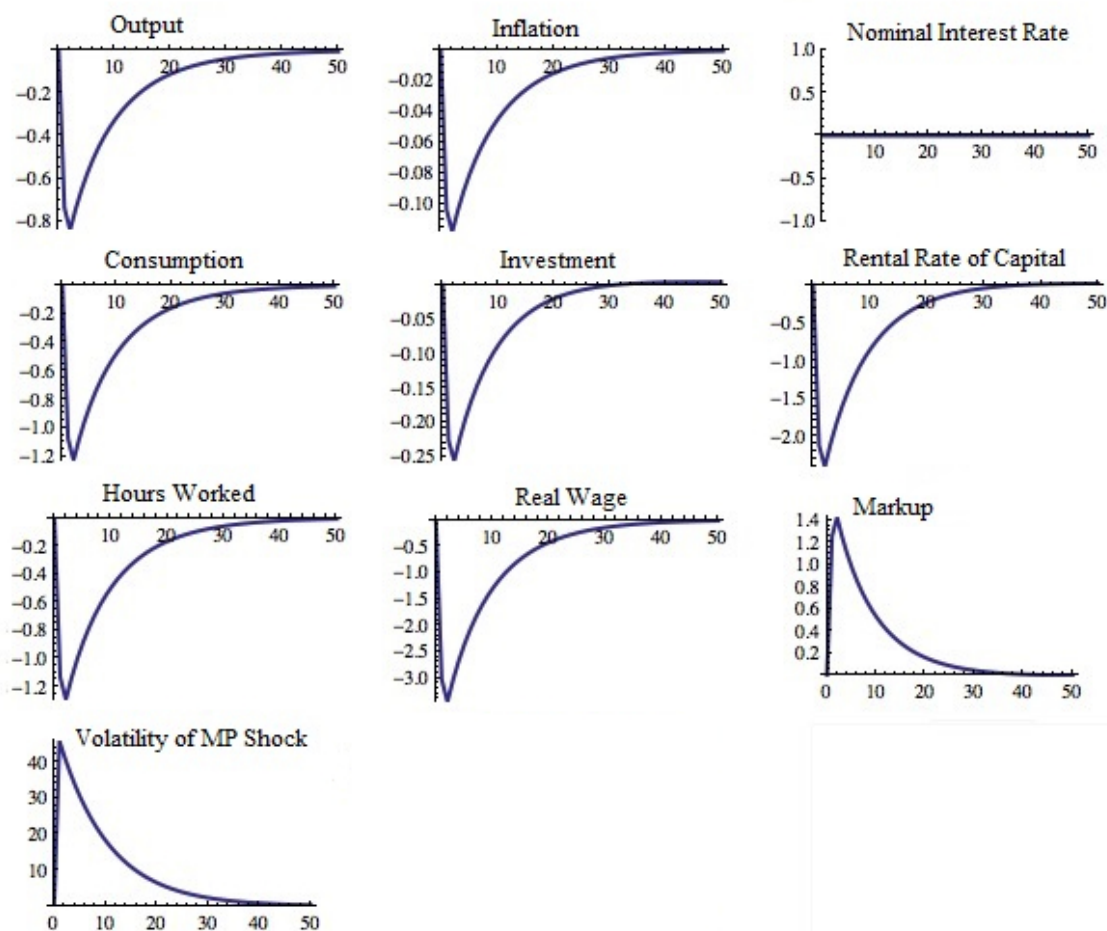 Output
10 20 30 40 50
−0.2
−0.4
−0.6
−0.8
Inflation
10 20 30 40 50
−0.02
−0.04
−0.06
−0.08
−0.10
Nominal Interest Rate
1.0
0.5
10 20 30 40 50
−0.5
−1.0
Consumption
10 20 30 40 50
−0.2
−0.4
−0.6
−0.8
−1.0
−1.2
Investment
10 20 30 40 50
−0.05
−0.10
−0.15
−0.20
−0.25
Rental Rate of Capital
10 20 30 40 50
−0.5
−1.0
−1.5
−2.0
Hours Worked
10 20 30 40 50
−0.2
−0.4
−0.6
−0.8
−1.0
−1.2
Real Wage
10 20 30 40 50
−0.5
−1.0
−1.5
−2.0
−2.5
−3.0
Markup
1.4
1.2
1.0
0.8
0.6
0.4
0.2
0 10 20 30 40 50
Volatility of MP Shock
40
30
20
10
0 10 20 30 40 50